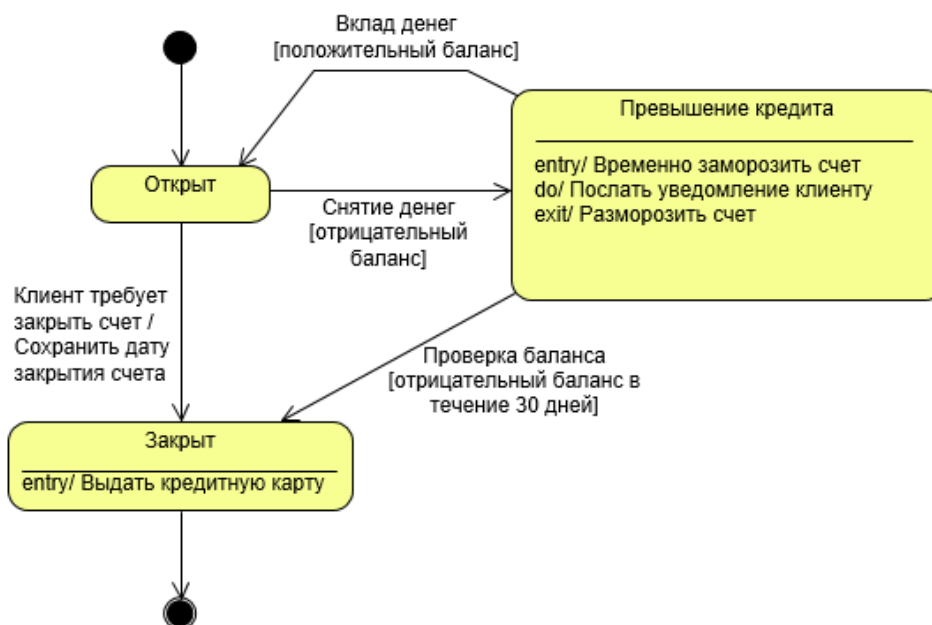 Вклад денег
[положительный баланс]
Превышение кредита
entry/ Временно заморозить счет
do/ Послать уведомление клиенту
exit/ Разморозить счет
Открыт
Снятие денег
[отрицательный
баланс]
Клиент требует
закрыть счет /
Сохранить дату
закрытия счета
Проверка баланса
[отрицательный баланс в
течение 30 дней]
Закрыт
entry/ Выдать кредитную карту